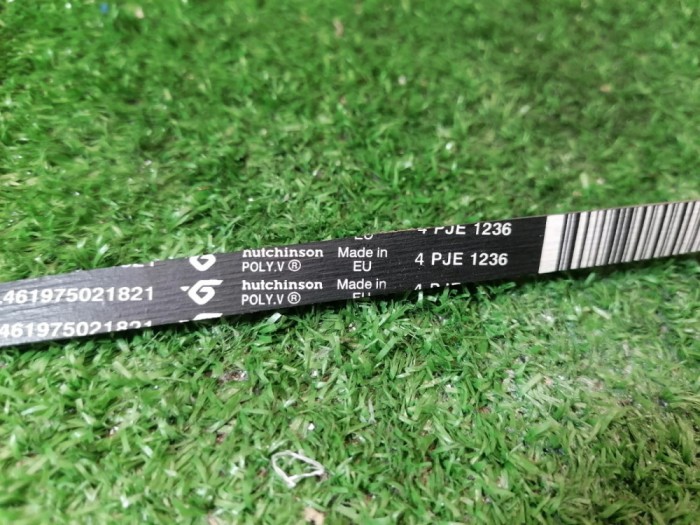 4 PJE 1236
hutchinson Made in 4 PJE 1236
POLY.V ® EU
461975021821 hutchinson Made in
POLY.V ®
461975021821